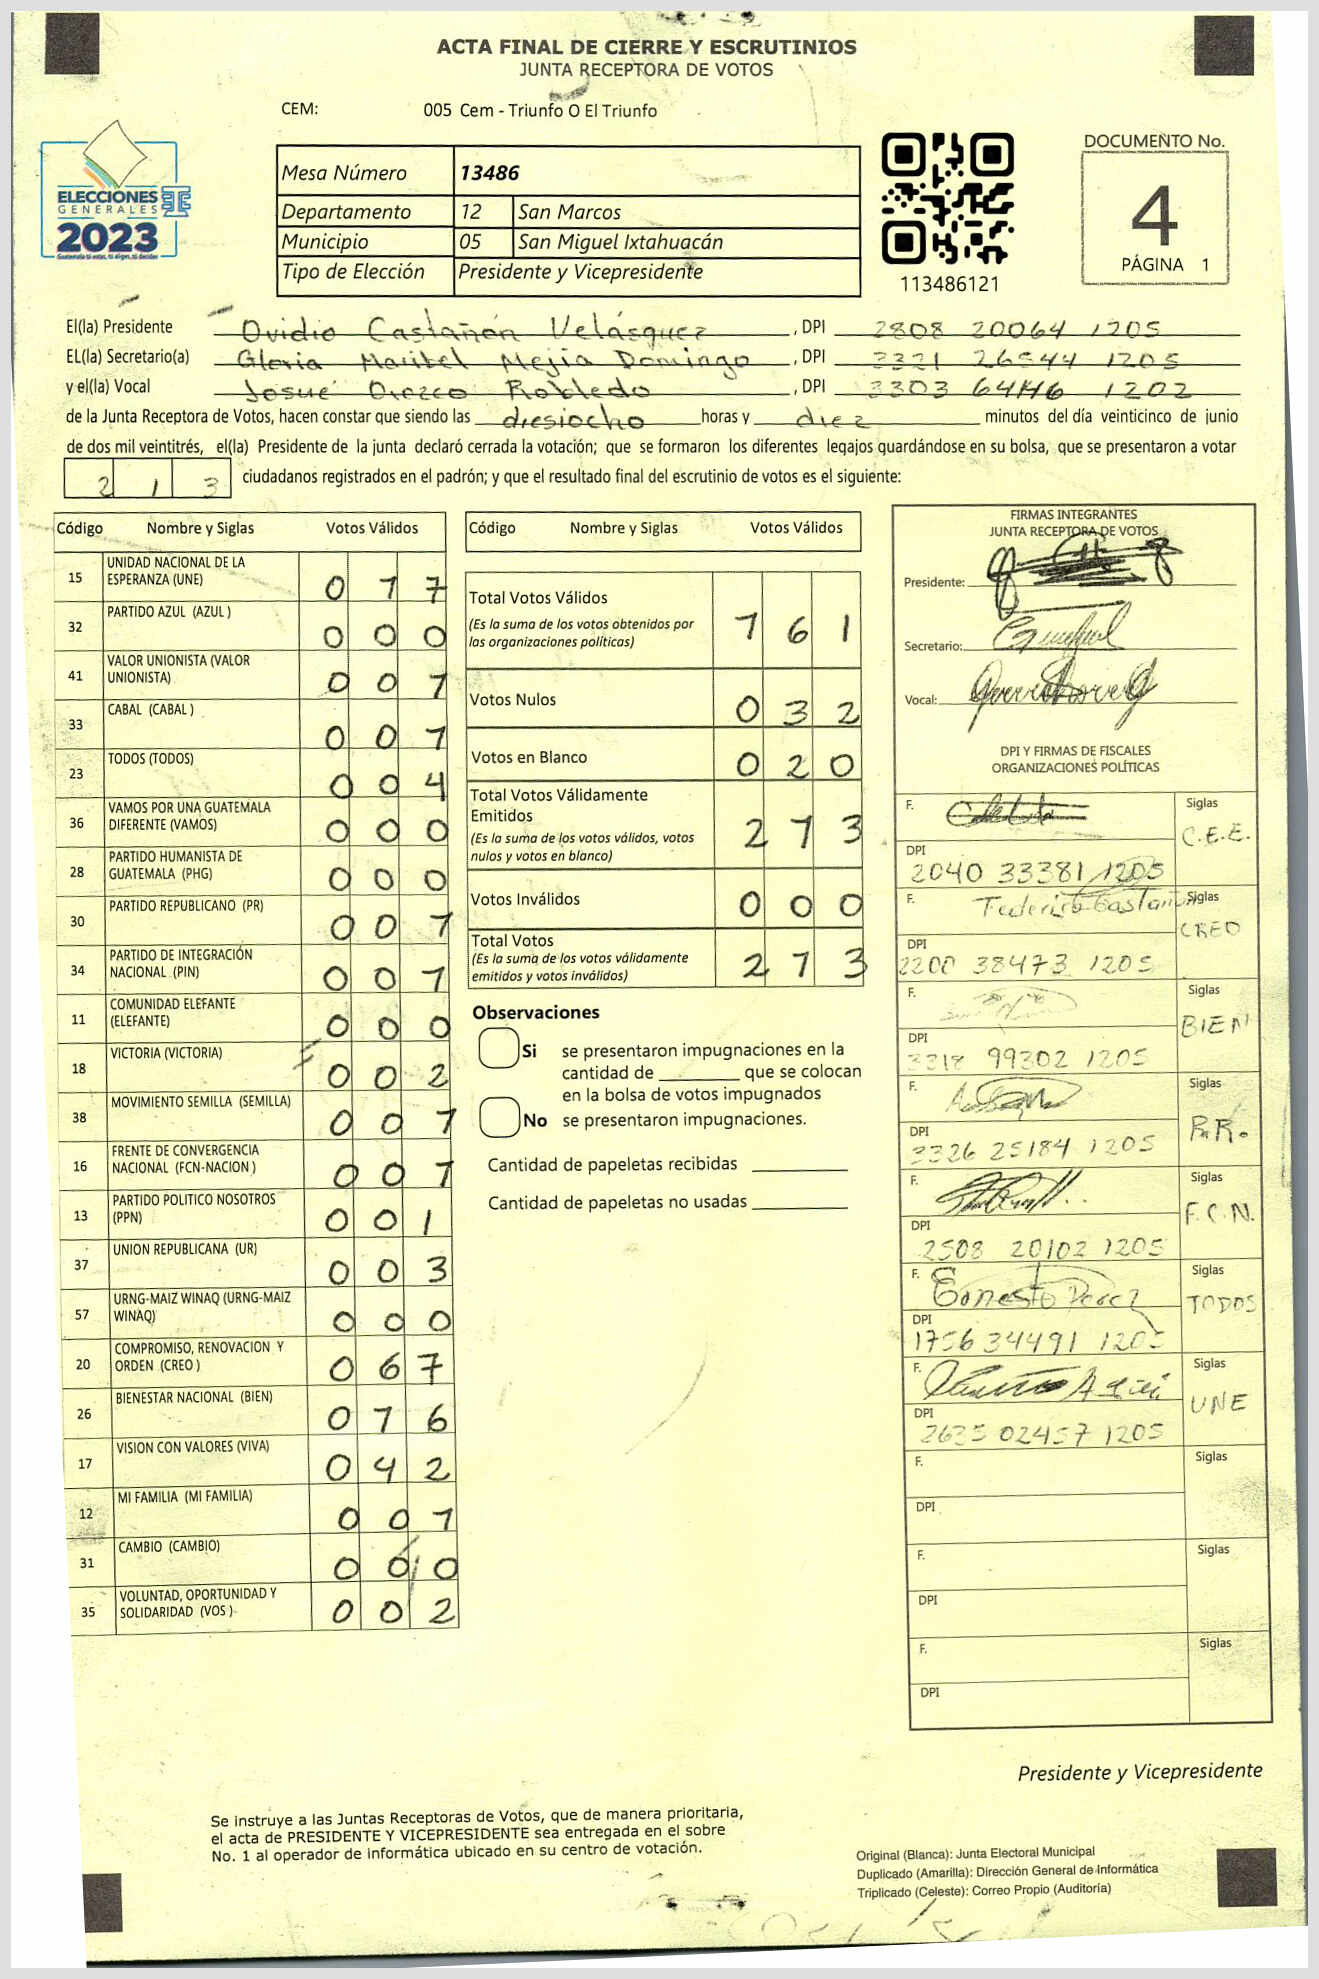 ACTA FINAL DE CIERRE Y ESCRUTINIOS
JUNTA RECEPTORA DE VOTOS
CEM: 005 Cem - Triunfo O El Triunfo
ELECCIONES
GENERALES
2023
Guatemala tú votas, tú eliges, tú decides
Mesa Número 13486
Departamento 12 San Marcos
Municipio 05 San Miguel Ixtahuacán
Tipo de Elección Presidente y Vicepresidente
113486121
DOCUMENTO No.
4
PÁGINA 1
El(la) Presidente Ovidio Castañón Velásquez, DPI 2808 20064 1205
EL(la) Secretario(a) Gloria Maribel Mejia Domingo, DPI 3321 26544 1205
y el(la) Vocal Josué Orozco Robledo, DPI 3303 1202
de la Junta Receptora de Votos, hacen constar que siendo las diesiocho horas y diez minutos del día veinticinco de junio
de dos mil veintitrés, el(la) Presidente de la junta declaró cerrada la votación; que se formaron los diferentes legajos guardándose en su bolsa, que se presentaron a votar
213 ciudadanos registrados en el padrón; y que el resultado final del escrutinio de votos es el siguiente:
Código Nombre y Siglas Votos Válidos
15 UNIDAD NACIONAL DE LA
ESPERANZA (UNE) 0 1 7
32 PARTIDO AZUL (AZUL ) 0 0 0
41 VALOR UNIONISTA (VALOR
UNIONISTA) 0 0 1
33 CABAL (CABAL ) 0 0 1
23 TODOS (TODOS) 0 0 4
36 VAMOS POR UNA GUATEMALA
DIFERENTE (VAMOS) 0 0 0
28 PARTIDO HUMANISTA DE
GUATEMALA (PHG) 0 0 0
30 PARTIDO REPUBLICANO (PR) 0 0 1
34 PARTIDO DE INTEGRACIÓN
NACIONAL (PIN) 0 0 1
11 COMUNIDAD ELEFANTE
(ELEFANTE) 0 0 0
18 VICTORIA (VICTORIA) 0 0 2
38 MOVIMIENTO SEMILLA (SEMILLA) 0 0 1
16 FRENTE DE CONVERGENCIA
NACIONAL (FCN-NACION ) 0 0 1
13 PARTIDO POLITICO NOSOTROS
(PPN) 0 0 1
37 UNION REPUBLICANA (UR) 0 0 3
57 URNG-MAIZ WINAQ (URNG-MAIZ
WINAQ) 0 0 0
20 COMPROMISO, RENOVACION Y
ORDEN (CREO ) 0 6 7
26 BIENESTAR NACIONAL (BIEN) 0 1 6
17 VISION CON VALORES (VIVA) 0 4 2
12 MI FAMILIA (MI FAMILIA) 0 0 1
31 CAMBIO (CAMBIO) 0 0 0
35 VOLUNTAD, OPORTUNIDAD Y
SOLIDARIDAD (VOS ) 0 0 2
Código Nombre y Siglas Votos Válidos
Total Votos Válidos 1 6 1
(Es la suma de los votos obtenidos por
las organizaciones políticas)
Votos Nulos 0 3 2
Votos en Blanco 0 2 0
Total Votos Válidamente
Emitidos 2 1 3
(Es la suma de los votos válidos, votos
nulos y votos en blanco)
Votos Inválidos 0 0 0
Total Votos 2 1 3
(Es la suma de los votos válidamente
emitidos y votos inválidos)
Observaciones
Si se presentaron impugnaciones en la
cantidad de ________ que se colocan
en la bolsa de votos impugnados
No se presentaron impugnaciones.
Cantidad de papeletas recibidas
Cantidad de papeletas no usadas
FIRMAS INTEGRANTES
JUNTA RECEPTORA DE VOTOS
Presidente:
Secretario:
Vocal:
DPI Y FIRMAS DE FISCALES
ORGANIZACIONES POLÍTICAS
F. Siglas C.E.E.
DPI
2040 33381 1205
F. Federico Castañon Siglas CREO
DPI
2200 38473 1205
F. Siglas BIEN
DPI
3318 99302 1205
F. Siglas P.R.
DPI
3326 25184 1205
F. Siglas F.C.N.
DPI
2508 20102 1205
F. Ernesto Perez Siglas TODOS
DPI
1756 34491 1205
F. Siglas UNE
DPI
2635 02457 1205
F. Siglas
DPI
F. Siglas
DPI
F. Siglas
DPI
Presidente y Vicepresidente
Se instruye a las Juntas Receptoras de Votos, que de manera prioritaria,
el acta de PRESIDENTE Y VICEPRESIDENTE sea entregada en el sobre
No. 1 al operador de informática ubicado en su centro de votación.
Original (Blanca): Junta Electoral Municipal
Duplicado (Amarilla): Dirección General de Informática
Triplicado (Celeste): Correo Propio (Auditoría)